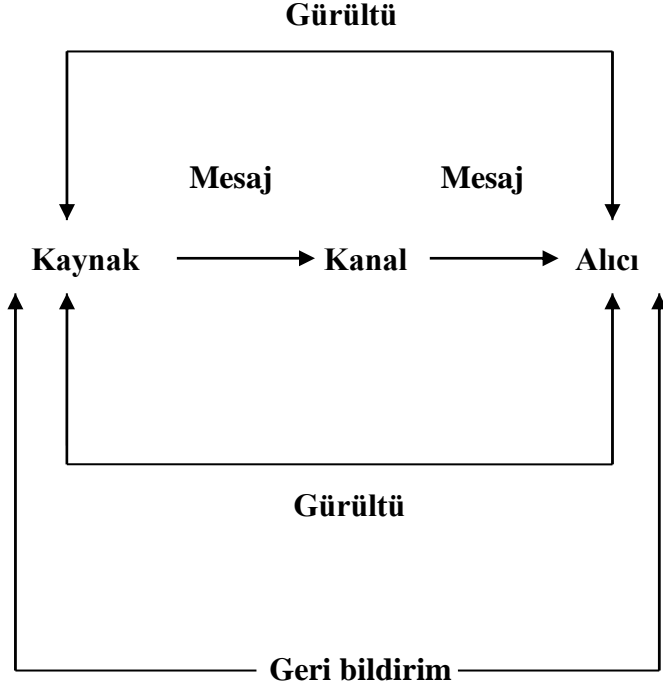 Gürültü
Mesaj Mesaj
Kaynak Kanal Alıcı
Gürültü
Geri bildirim